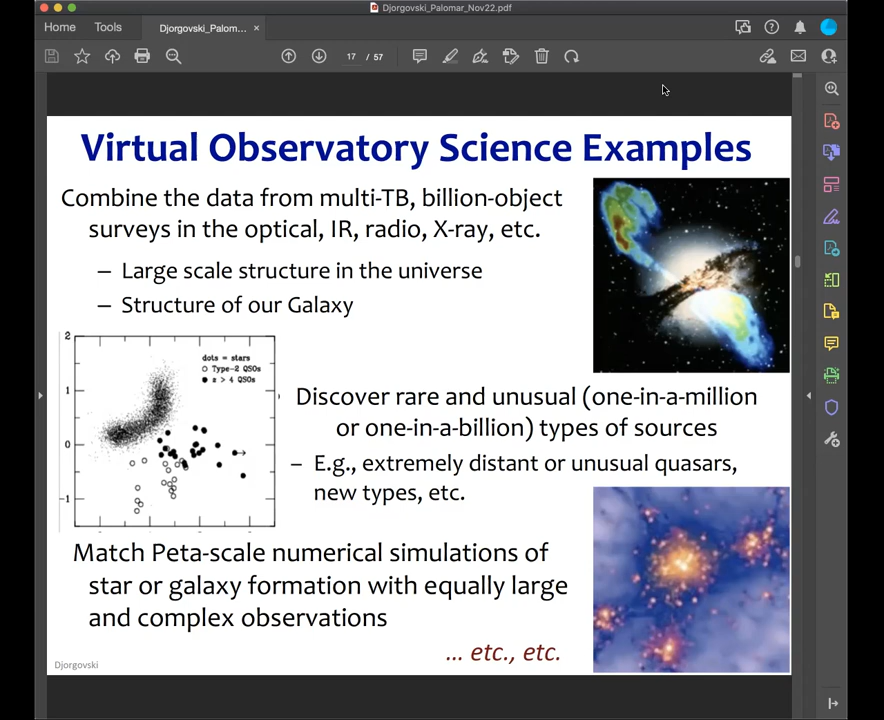 Djorgovski_Palomar_Nov22.pdf
Home Tools Djorgovski_Palom... ×
17 / 57
Virtual Observatory Science Examples
Combine the data from multi-TB, billion-object
surveys in the optical, IR, radio, X-ray, etc.
– Large scale structure in the universe
– Structure of our Galaxy
2
1
0
-1
dots = stars
Type-2 QSOs
z > 4 QSOs
Discover rare and unusual (one-in-a-million
or one-in-a-billion) types of sources
– E.g., extremely distant or unusual quasars,
new types, etc.
Match Peta-scale numerical simulations of
star or galaxy formation with equally large
and complex observations
... etc., etc.
Djorgovski